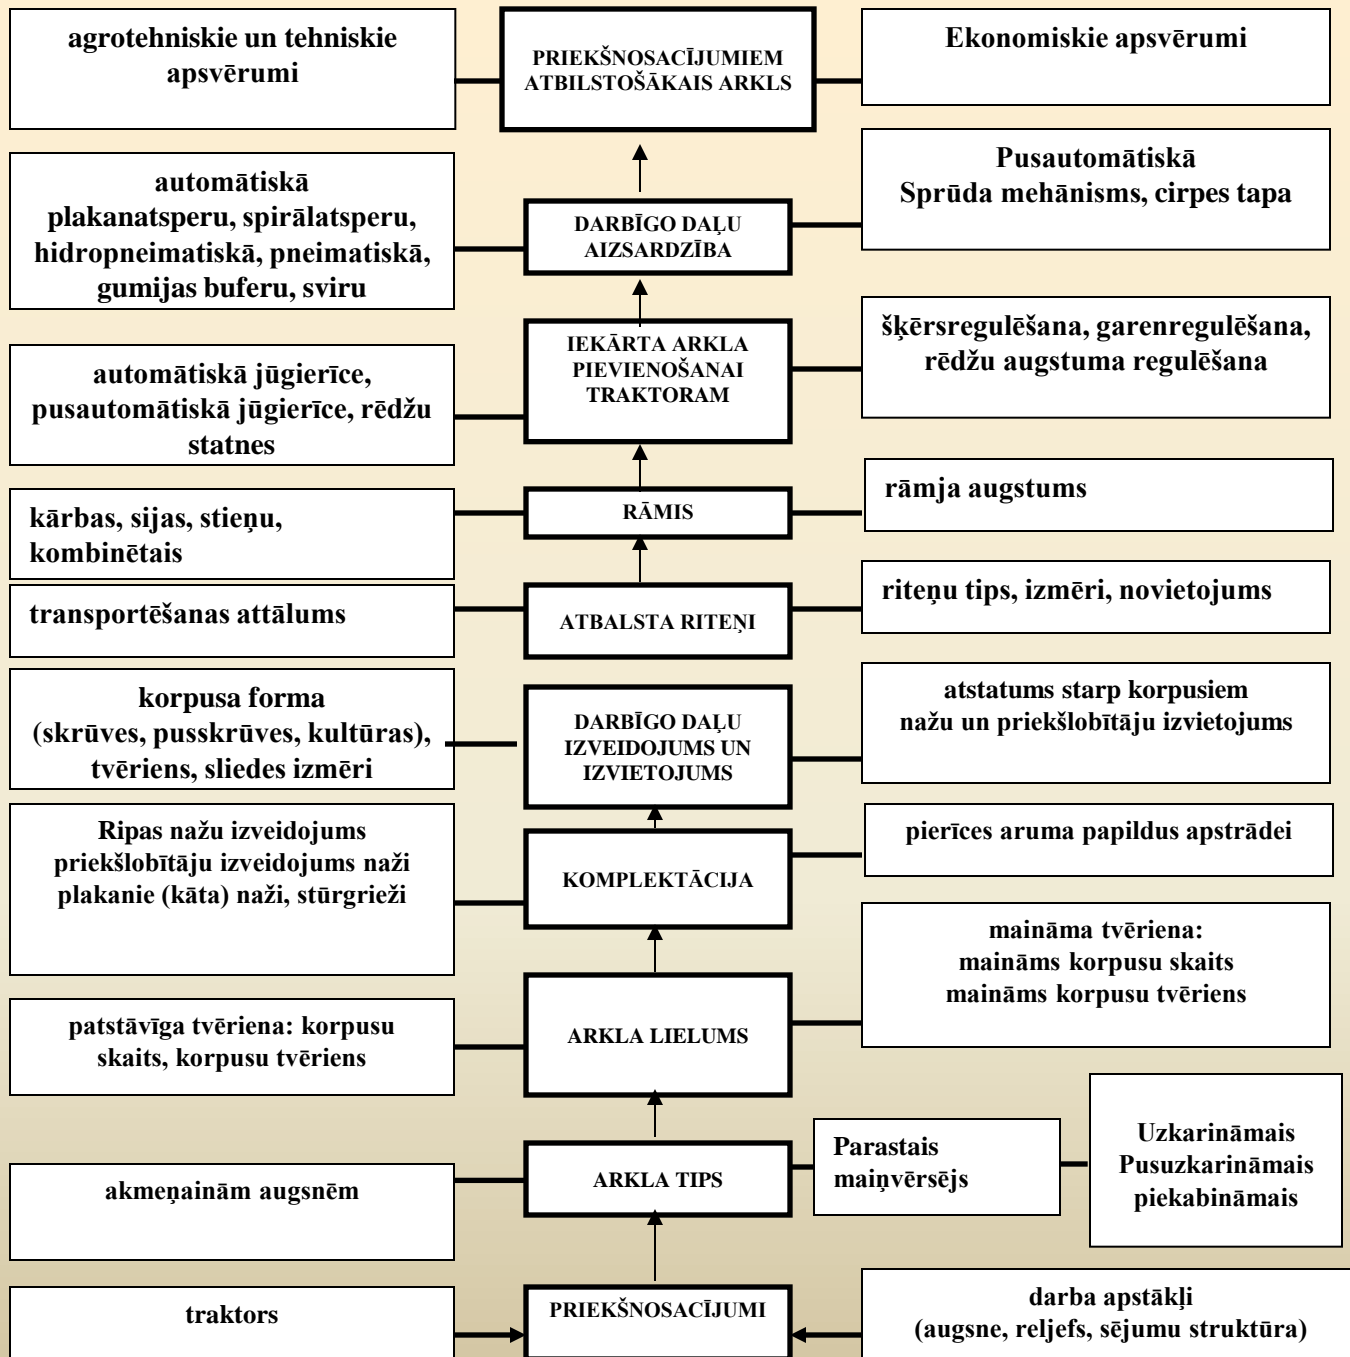 agrotehniskie un tehniskie
apsvērumi
PRIEKŠNOSACĪJUMIEM
ATBILSTOŠĀKAIS ARKLS
Ekonomiskie apsvērumi
automātiskā
plakanatsperu, spirālatsperu,
hidropneimatiskā, pneimatiskā,
gumijas buferu, sviru
DARBĪGO DAĻU
AIZSARDZĪBA
Pusautomātiskā
Sprūda mehānisms, cirpes tapa
automātiskā jūgierīce,
pusautomātiskā jūgierīce, rēdžu
statnes
IEKĀRTA ARKLA
PIEVIENOŠANAI
TRAKTORAM
šķērsregulēšana, garenregulēšana,
rēdžu augstuma regulēšana
kārbas, sijas, stieņu,
kombinētais
RĀMIS
rāmja augstums
transportēšanas attālums
ATBALSTA RITEŅI
riteņu tips, izmēri, novietojums
korpusa forma
(skrūves, pusskrūves, kultūras),
tvēriens, sliedes izmēri
DARBĪGO DAĻU
IZVEIDOJUMS UN
IZVIETOJUMS
atstatums starp korpusiem
nažu un priekšlobītāju izvietojums
Ripas nažu izveidojums
priekšlobītāju izveidojums naži
plakanie (kāta) naži, stūrgrieži
KOMPLEKTĀCIJA
pierīces aruma papildus apstrādei
patstāvīga tvēriena: korpusu
skaits, korpusu tvēriens
ARKLA LIELUMS
maināma tvēriena:
maināms korpusu skaits
maināms korpusu tvēriens
akmeņainām augsnēm
ARKLA TIPS
Parastais
maiņvērsējs
Uzkarināmais
Pusuzkarināmais
piekabināmais
traktors
PRIEKŠNOSACĪJUMI
darba apstākļi
(augsne, reljefs, sējumu struktūra)